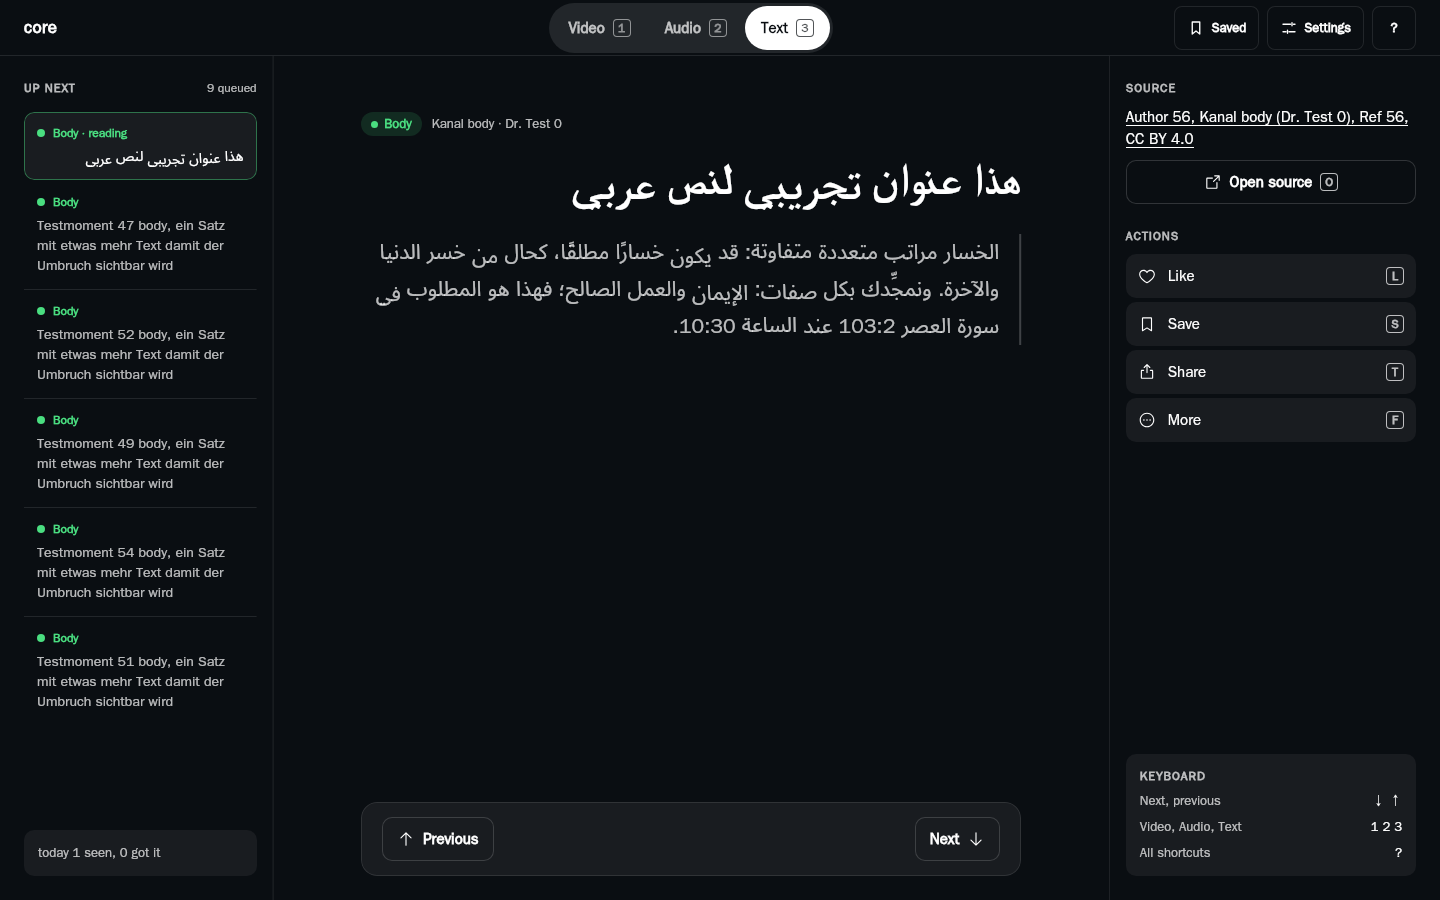 core
Video 1
Audio 2
Text 3
Saved
Settings
?
UP NEXT
9 queued
Body · reading
هذا عنوان تجريبي لنص عربي
Body
Testmoment 47 body, ein Satz
mit etwas mehr Text damit der
Umbruch sichtbar wird
Body
Testmoment 52 body, ein Satz
mit etwas mehr Text damit der
Umbruch sichtbar wird
Body
Testmoment 49 body, ein Satz
mit etwas mehr Text damit der
Umbruch sichtbar wird
Body
Testmoment 54 body, ein Satz
mit etwas mehr Text damit der
Umbruch sichtbar wird
Body
Testmoment 51 body, ein Satz
mit etwas mehr Text damit der
Umbruch sichtbar wird
today 1 seen, 0 got it
Body
Kanal body · Dr. Test 0
هذا عنوان تجريبي لنص عربي
الخسار مراتب متعددة متفاوتة: قد يكون خسارًا مطلقًا، كحال من خسر الدنيا
والآخرة. ونمجِّدك بكل صفات: الإيمان والعمل الصالح؛ فهذا هو المطلوب في
سورة العصر 103:2 عند الساعة 10:30.
Previous
Next
SOURCE
Author 56, Kanal body (Dr. Test 0), Ref 56,
CC BY 4.0
Open source O
ACTIONS
Like L
Save S
Share T
More F
KEYBOARD
Next, previous ↓ ↑
Video, Audio, Text 1 2 3
All shortcuts ?